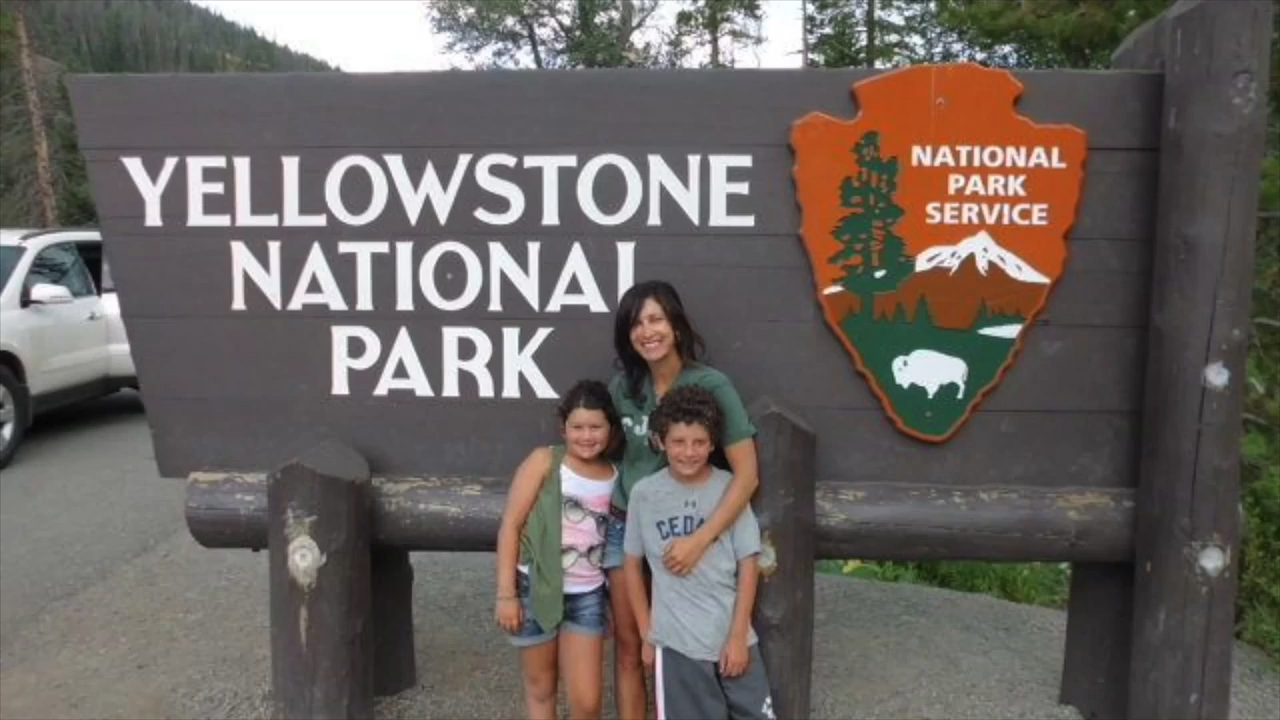 YELLOWSTONE
NATIONAL
PARK
NATIONAL
PARK
SERVICE